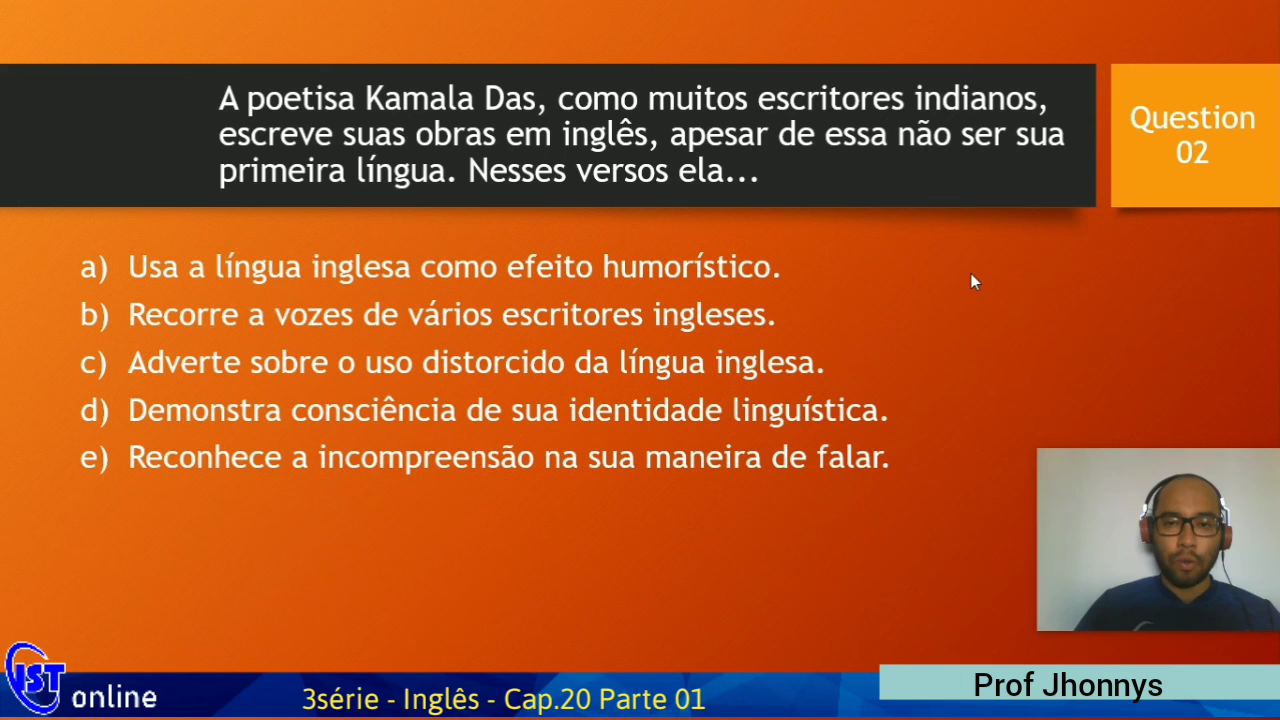 A poetisa Kamala Das, como muitos escritores indianos,
escreve suas obras em inglês, apesar de essa não ser sua
primeira língua. Nesses versos ela...
Question
02
a) Usa a língua inglesa como efeito humorístico.
b) Recorre a vozes de vários escritores ingleses.
c) Adverte sobre o uso distorcido da língua inglesa.
d) Demonstra consciência de sua identidade linguística.
e) Reconhece a incompreensão na sua maneira de falar.
IST
online
3série - Inglês - Cap.20 Parte 01
Prof Jhonnys